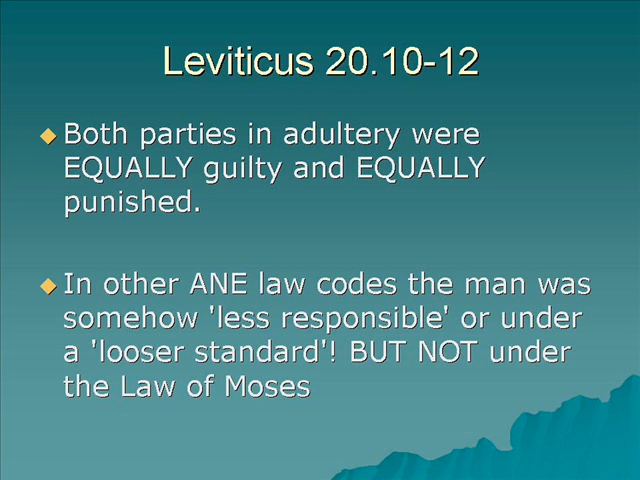 Leviticus 20.10-12
Both parties in adultery were
EQUALLY guilty and EQUALLY
punished.
In other ANE law codes the man was
somehow 'less responsible' or under
a 'looser standard'! BUT NOT under
the Law of Moses